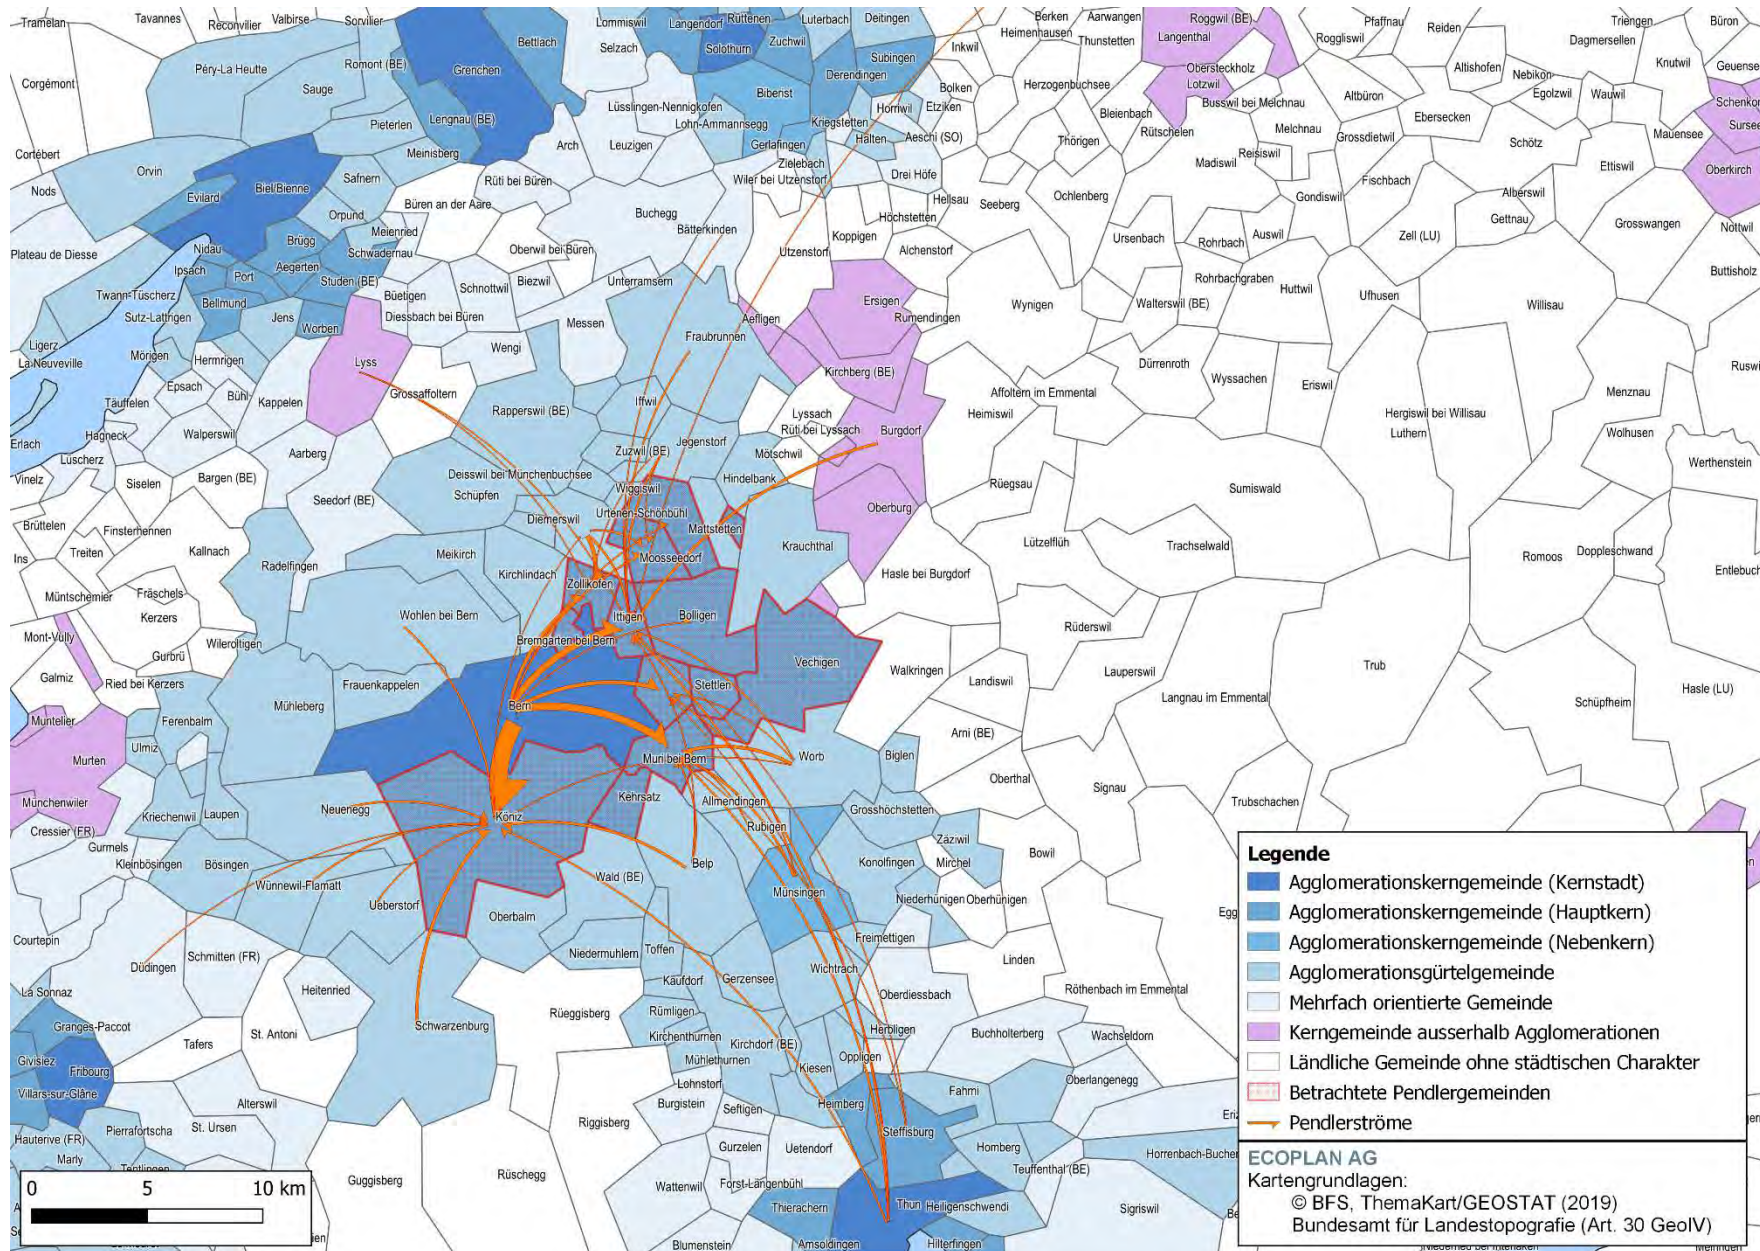 Tramelan
Tavannes
Reconvilier
Valbirse
Sorvilier
Bettlach
Lommiswil
Langendorf
Rüttenen
Luterbach
Deitingen
Selzach
Solothurn
Zuchwil
Subingen
Inkwil
Berken
Heimenhausen
Aarwangen
Thunstetten
Roggwil (BE)
Langenthal
Pfaffnau
Roggliswil
Reiden
Triengen
Dagmersellen
Büron
Corgémont
Péry-La Heutte
Romont (BE)
Sauge
Grenchen
Derendingen
Biberist
Bolken
Herzogenbuchsee
Obersteckholz
Lotzwil
Busswil bei Melchnau
Altbüron
Altishofen
Nebikon
Egolzwil
Wauwil
Knutwil
Geuense
Schenkon
Pieterlen
Lengnau (BE)
Lüsslingen-Nennigkofen
Lohn-Ammannsegg
Kriegstetten
Horriwil
Etziken
Bleienbach
Rütschelen
Melchnau
Grossdietwil
Ebersecken
Mauensee
Sursee
Cortébert
Orvin
Meinisberg
Arch
Leuzigen
Gerlafingen
Halten
Aeschi (SO)
Thörigen
Madiswil
Reisiswil
Schötz
Ettiswil
Oberkirch
Nods
Evilard
Biel/Bienne
Safnern
Rüti bei Büren
Zielebach
Wiler bei Utzenstorf
Drei Höfe
Hellsau
Seeberg
Ochlenberg
Gondiswil
Fischbach
Alberswil
Gettnau
Grosswangen
Nottwil
Orpund
Büren an der Aare
Buchegg
Bätterkinden
Höchstetten
Koppigen
Plateau de Diesse
Nidau
Brügg
Meienried
Schwadernau
Oberwil bei Büren
Utzenstorf
Alchenstorf
Ursenbach
Rohrbach
Auswil
Zell (LU)
Buttisholz
Ipsach
Port
Aegerten
Studen (BE)
Büetigen
Schnottwil
Biezwil
Unterramsern
Rohrbachgraben
Huttwil
Ufhusen
Willisau
Twann-Tüscherz
Bellmund
Sutz-Lattrigen
Jens
Worben
Diessbach bei Büren
Messen
Aefligen
Ersigen
Rumendingen
Wynigen
Walterswil (BE)
Ligerz
La Neuveville
Mörigen
Hermrigen
Lyss
Wengi
Fraubrunnen
Kirchberg (BE)
Dürrenroth
Wyssachen
Eriswil
Menznau
Epsach
Bühl
Kappelen
Grossaffoltern
Rapperswil (BE)
Iffwil
Lyssach
Rüti bei Lyssach
Affoltern im Emmental
Heimiswil
Hergiswil bei Willisau
Luthern
Wolhusen
Täuffelen
Erlach
Hagneck
Walperswil
Aarberg
Jegenstorf
Zuzwil (BE)
Mötschwil
Burgdorf
Werthenstein
Lüscherz
Vinelz
Siselen
Bargen (BE)
Seedorf (BE)
Deisswil bei Münchenbuchsee
Schüpfen
Wiggiswil
Hindelbank
Rüegsau
Sumiswald
Brüttelen
Finsterhennen
Diemerswil
Urtenen-Schönbühl
Mattstetten
Oberburg
Ins
Treiten
Kallnach
Radelfingen
Meikirch
Kirchlindach
Moosseedorf
Krauchthal
Lützelflüh
Trachselwald
Romoos
Doppleschwand
Entlebuch
Müntschemier
Fräschels
Kerzers
Zollikofen
Hasle bei Burgdorf
Mont-Vully
Gurbrü
Wileroltigen
Wohlen bei Bern
Ittigen
Bolligen
Bremgarten bei Bern
Rüderswil
Galmiz
Ried bei Kerzers
Frauenkappelen
Vechigen
Walkringen
Landiswil
Lauperswil
Trub
Stettlen
Langnau im Emmental
Hasle (LU)
Schüpfheim
Muntelier
Ferenbalm
Mühleberg
Bern
Ulmiz
Murten
Muri bei Bern
Worb
Biglen
Arni (BE)
Oberthal
Signau
Trubschachen
Münchenwiler
Cressier (FR)
Kriechenwil
Laupen
Neuenegg
Köniz
Kehrsatz
Allmendingen
Rubigen
Grosshöchstetten
Zäziwil
Gurmels
Kleinbösingen
Bösingen
Wünnewil-Flamatt
Belp
Konolfingen
Mirchel
Bowil
Wald (BE)
Münsingen
Niederhünigen
Oberhünigen
Ueberstorf
Oberbalm
Courtepin
Düdingen
Schmitten (FR)
Niedermuhlern
Toffen
Freimettigen
Linden
La Sonnaz
Heitenried
Kaufdorf
Gerzensee
Wichtrach
Oberdiessbach
Röthenbach im Emmental
Granges-Paccot
Tafers
St. Antoni
Schwarzenburg
Rüeggisberg
Rümligen
Kirchenthurnen
Kirchdorf (BE)
Mühlethurnen
Herbligen
Buchholterberg
Wachseldorn
Givisiez
Fribourg
Villars-sur-Glâne
Oppligen
Kiesen
Lohnstorf
Fahrni
Oberlangenegg
Alterswil
St. Ursen
Burgistein
Seftigen
Heimberg
Riggisberg
Hauterive (FR)
Pierrafortscha
Marly
Gurzelen
Uetendorf
Steffisburg
Homberg
Teuffenthal (BE)
Guggisberg
Rüschegg
Wattenwil
Forst-Längenbühl
Thierachern
Thun
Heiligenschwendi
Sigriswil
Blumenstein
Amsoldingen
Hilterfingen
Legende
Agglomerationskerngemeinde (Kernstadt)
Agglomerationskerngemeinde (Hauptkern)
Agglomerationskerngemeinde (Nebenkern)
Agglomerationsgürtelgemeinde
Mehrfach orientierte Gemeinde
Kerngemeinde ausserhalb Agglomerationen
Ländliche Gemeinde ohne städtischen Charakter
Betrachtete Pendlergemeinden
Pendlerströme
ECOPLAN AG
Kartengrundlagen:
© BFS, ThemaKart/GEOSTAT (2019)
Bundesamt für Landestopografie (Art. 30 GeoIV)
0 5 10 km